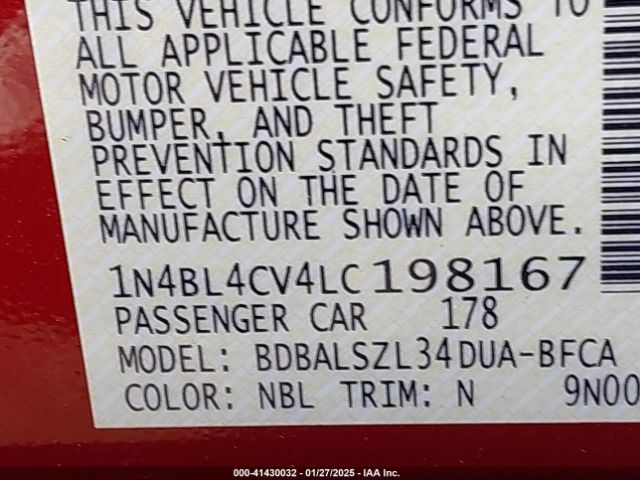 THIS VEHICLE CONFORMS TO
ALL APPLICABLE FEDERAL
MOTOR VEHICLE SAFETY,
BUMPER, AND THEFT
PREVENTION STANDARDS IN
EFFECT ON THE DATE OF
MANUFACTURE SHOWN ABOVE.
1N4BL4CV4LC198167
PASSENGER CAR 178
MODEL: BDBALSZL34DUA-BFCA
COLOR: NBL TRIM: N 9N00
000-41430032 - 01/27/2025 - IAA Inc.